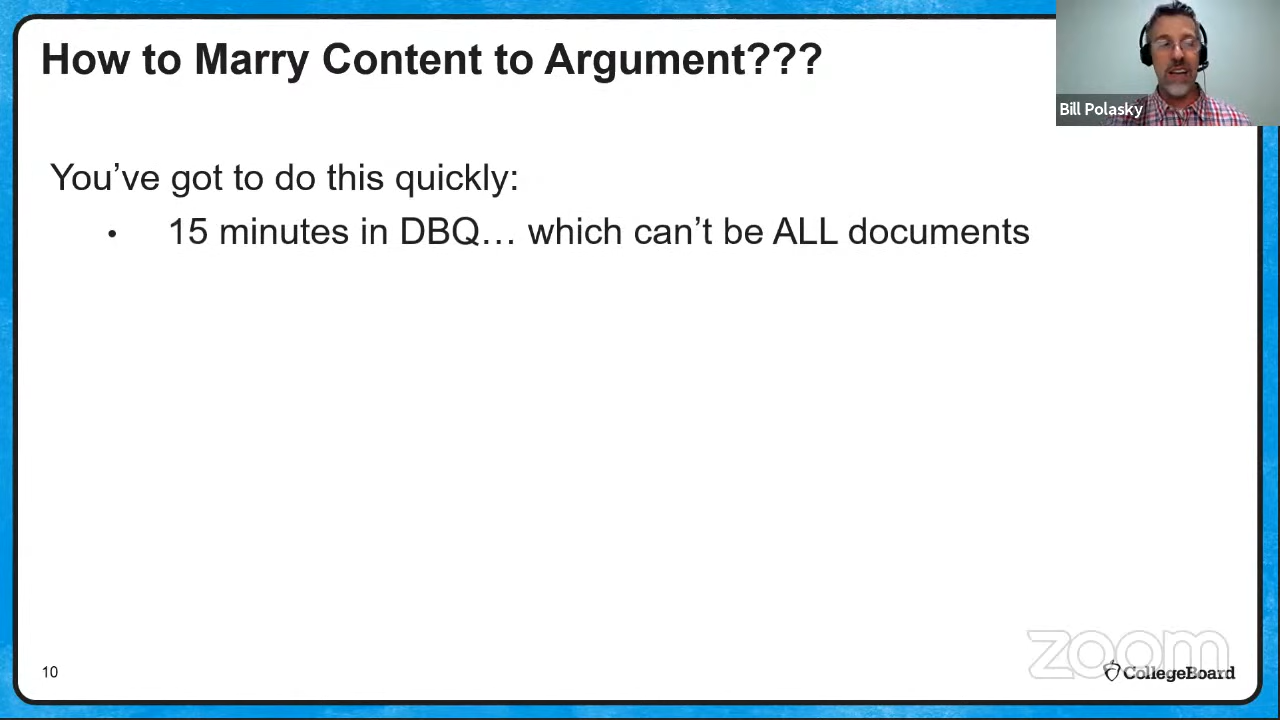 How to Marry Content to Argument???
Bill Polasky
You’ve got to do this quickly:
• 15 minutes in DBQ… which can’t be ALL documents
10
zoom
CollegeBoard